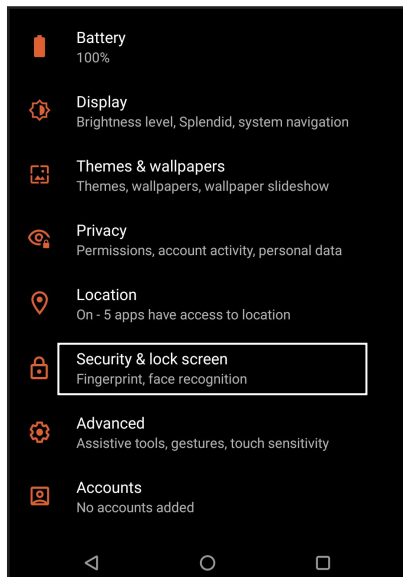 Battery
100%
Display
Brightness level, Splendid, system navigation
Themes & wallpapers
Themes, wallpapers, wallpaper slideshow
Privacy
Permissions, account activity, personal data
Location
On - 5 apps have access to location
Security & lock screen
Fingerprint, face recognition
Advanced
Assistive tools, gestures, touch sensitivity
Accounts
No accounts added